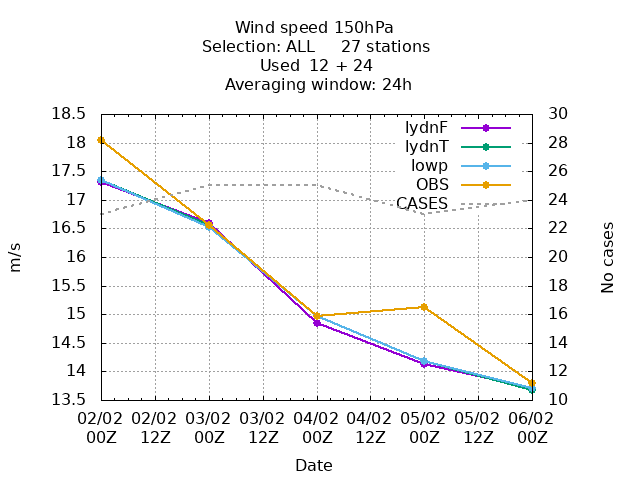 Wind speed 150hPa
Selection: ALL 27 stations
Used 12 + 24
Averaging window: 24h
18.5
18
17.5
17
16.5
16
15.5
15
14.5
14
13.5
30
28
26
24
22
20
18
16
14
12
10
m/s
No cases
lydnF
lydnT
lowp
OBS
CASES
02/02 02/02 03/02 03/02 04/02 04/02 05/02 05/02 06/02
00Z 12Z 00Z 12Z 00Z 12Z 00Z 12Z 00Z
Date